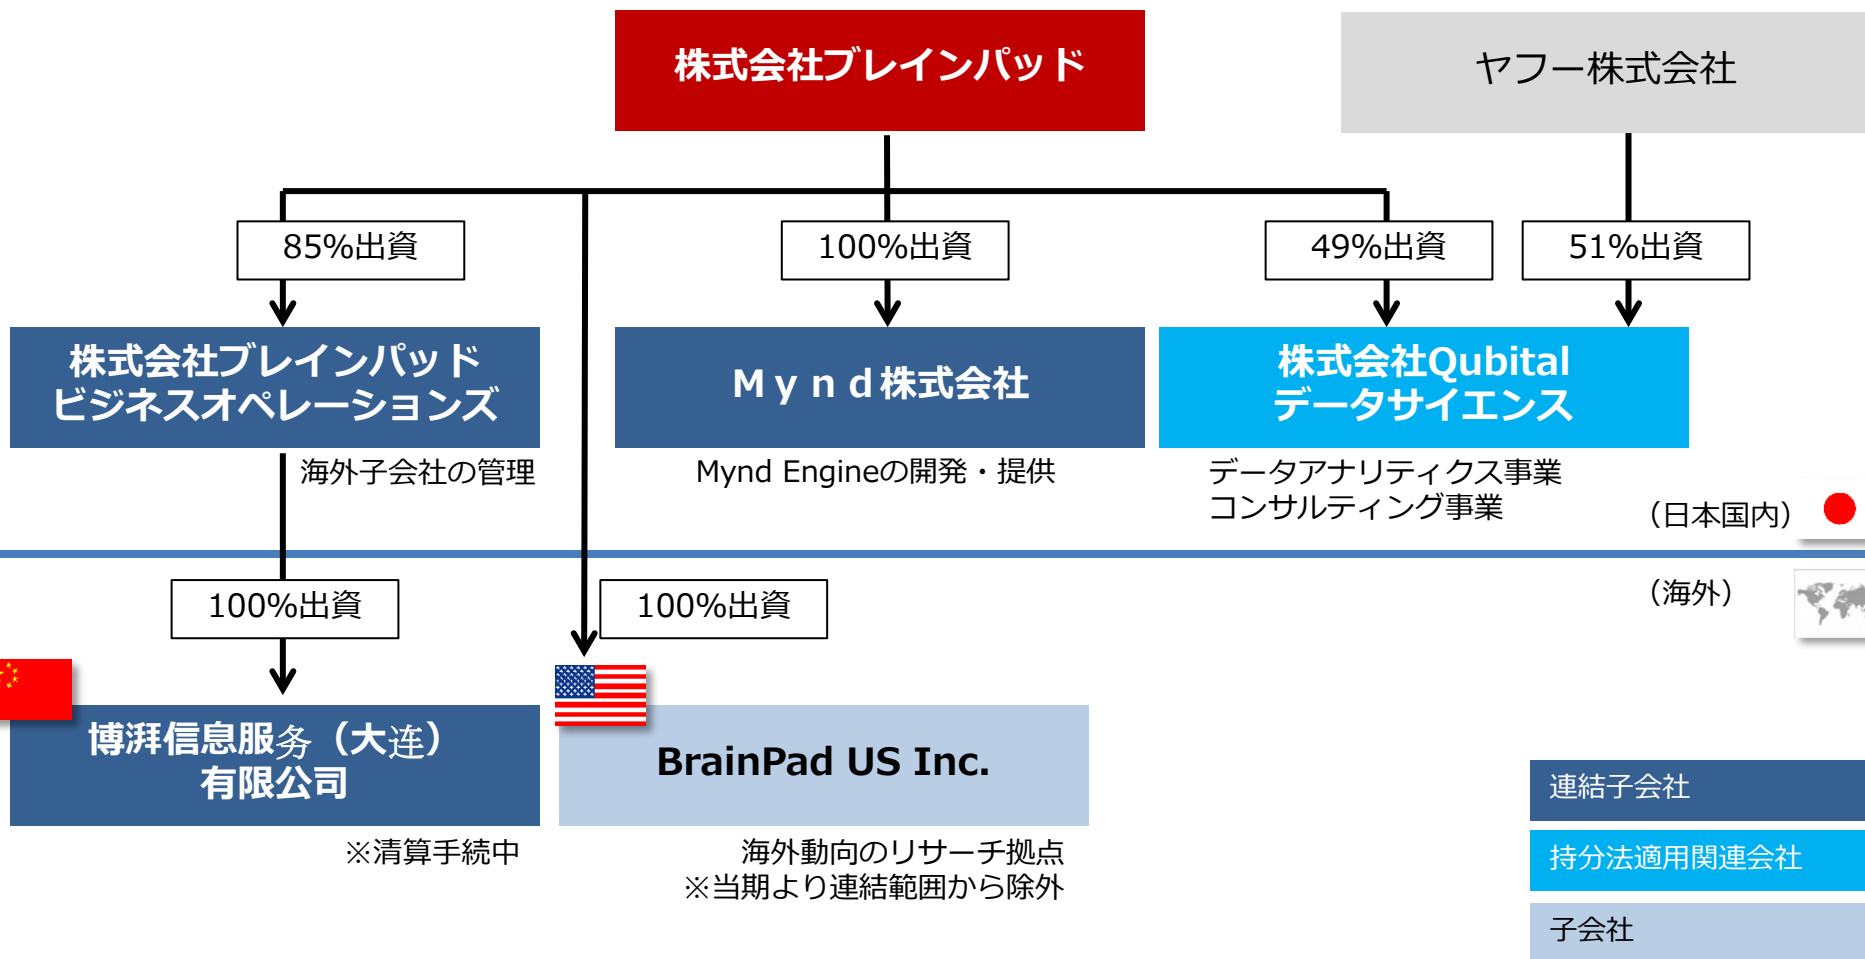 株式会社ブレインパッド
ヤフー株式会社
85%出資
100%出資
49%出資
51%出資
株式会社ブレインパッド
ビジネスオペレーションズ
Ｍｙｎｄ株式会社
株式会社Qubital
データサイエンス
海外子会社の管理
Mynd Engineの開発・提供
データアナリティクス事業
コンサルティング事業
（日本国内）
（海外）
100%出資
100%出資
博湃信息服务（大连）
有限公司
BrainPad US Inc.
※清算手続中
海外動向のリサーチ拠点
※当期より連結範囲から除外
連結子会社
持分法適用関連会社
子会社